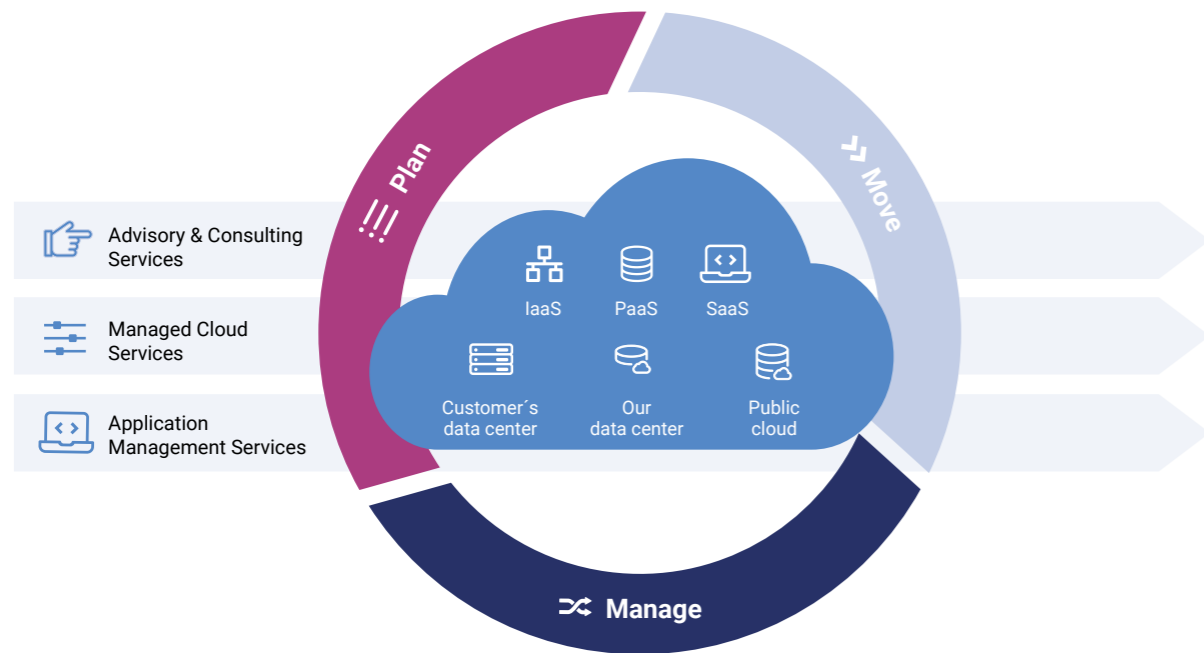 Plan
Move
Advisory & Consulting
Services
Managed Cloud
Services
Application
Management Services
IaaS
PaaS
SaaS
Customer´s
data center
Our
data center
Public
cloud
Manage